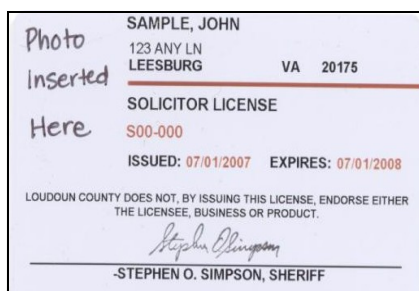 Photo
Inserted
Here
SAMPLE, JOHN
123 ANY LN
LEESBURG VA 20175
SOLICITOR LICENSE
S00-000
ISSUED: 07/01/2007 EXPIRES: 07/01/2008
LOUDOUN COUNTY DOES NOT, BY ISSUING THIS LICENSE, ENDORSE EITHER
THE LICENSEE, BUSINESS OR PRODUCT.
Stephen O Simpson
-STEPHEN O. SIMPSON, SHERIFF